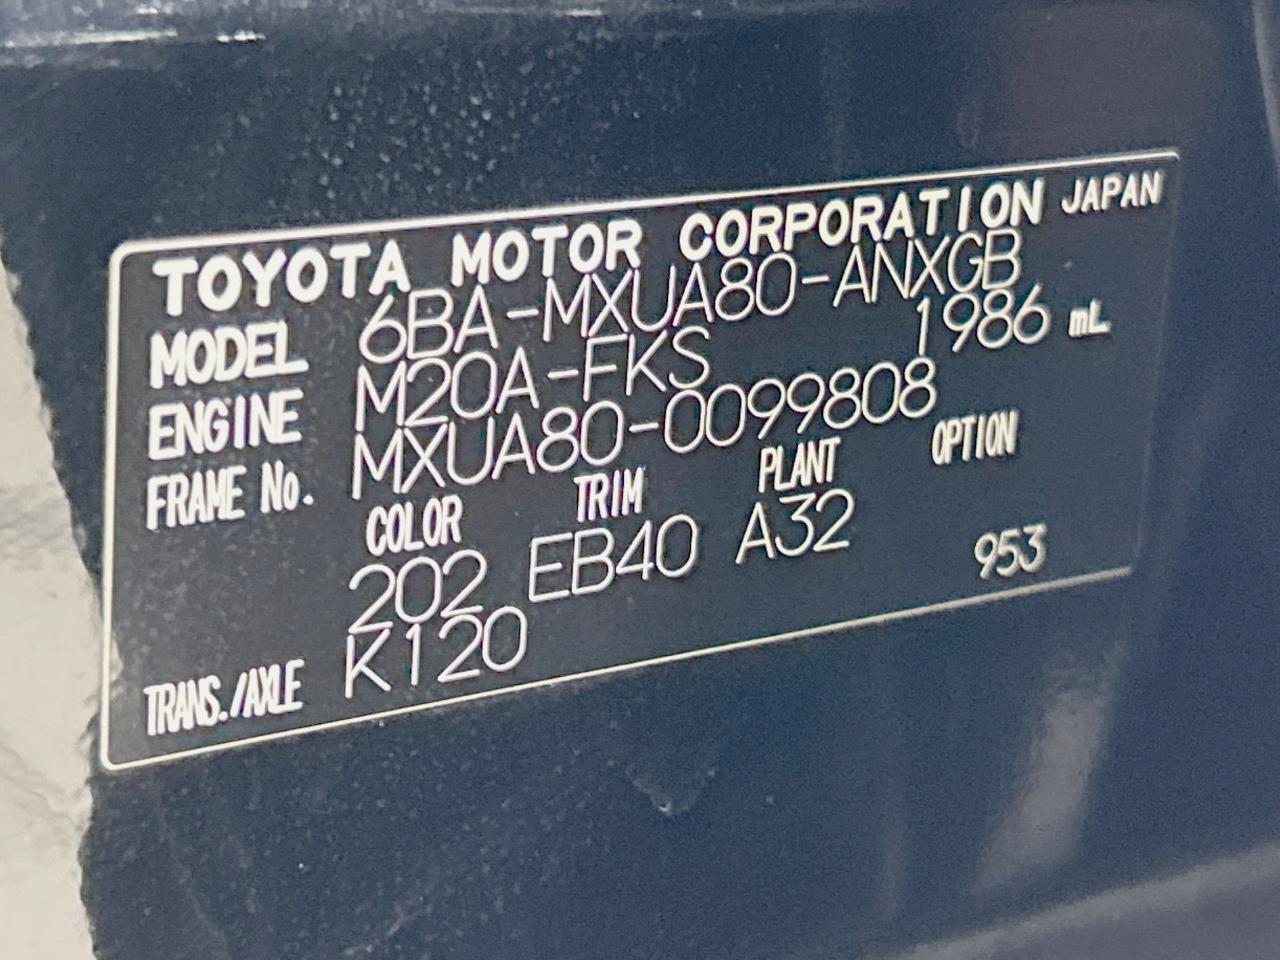 TOYOTA MOTOR CORPORATION JAPAN
MODEL 6BA-MXUA80-ANXGB
ENGINE M20A-FKS 1986 mL
FRAME No. MXUA80-0099808
COLOR TRIM PLANT OPTION
202 EB40 A32 953
TRANS./AXLE K120